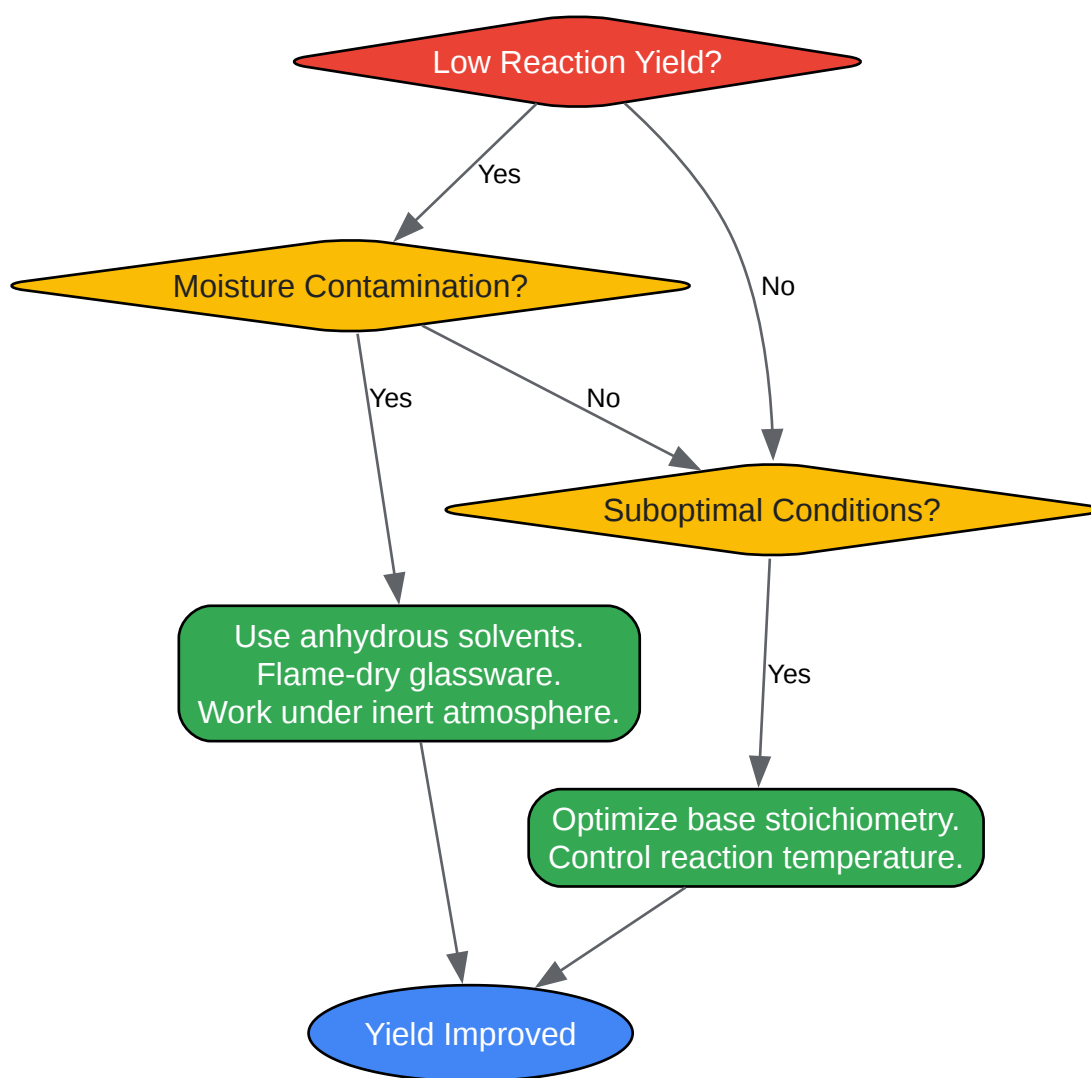 Low Reaction Yield?
Yes
Moisture Contamination?
No
Yes
No
Suboptimal Conditions?
Use anhydrous solvents.
Flame-dry glassware.
Work under inert atmosphere.
Yes
Optimize base stoichiometry.
Control reaction temperature.
Yield Improved